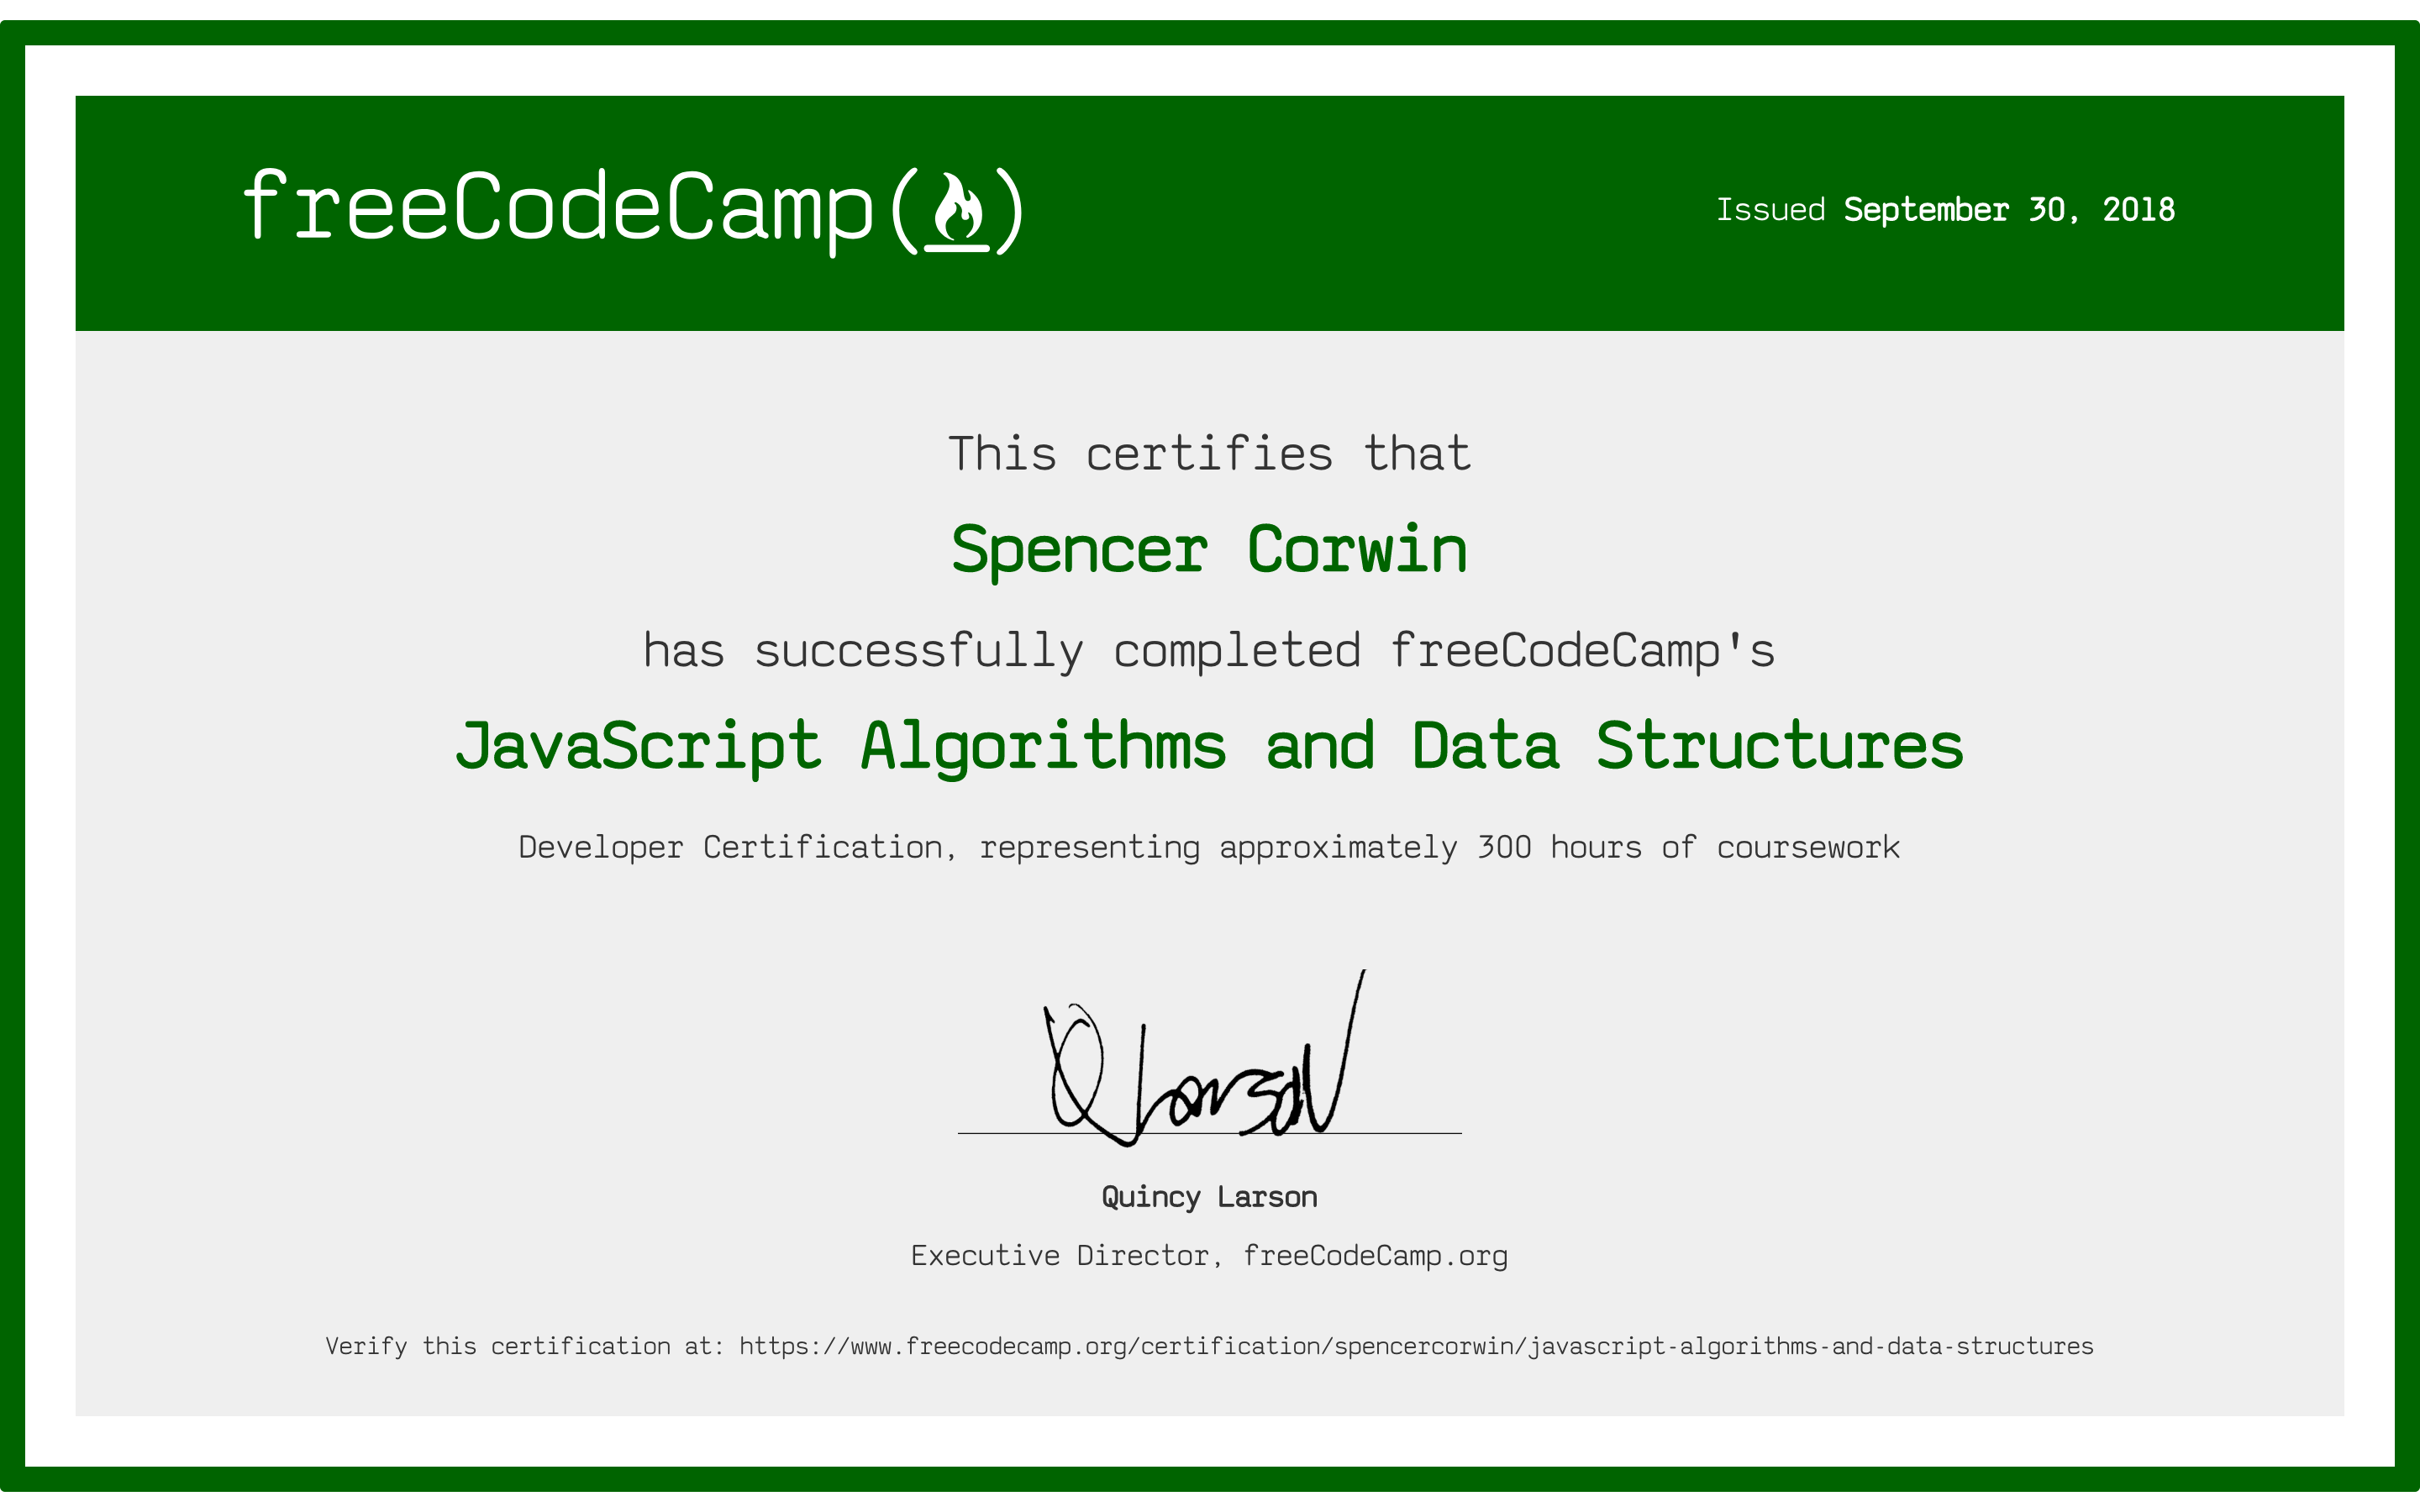 freeCodeCamp(🔥)
Issued September 30, 2018
This certifies that
Spencer Corwin
has successfully completed freeCodeCamp's
JavaScript Algorithms and Data Structures
Developer Certification, representing approximately 300 hours of coursework
Q Larson
Quincy Larson
Executive Director, freeCodeCamp.org
Verify this certification at: https://www.freecodecamp.org/certification/spencercorwin/javascript-algorithms-and-data-structures